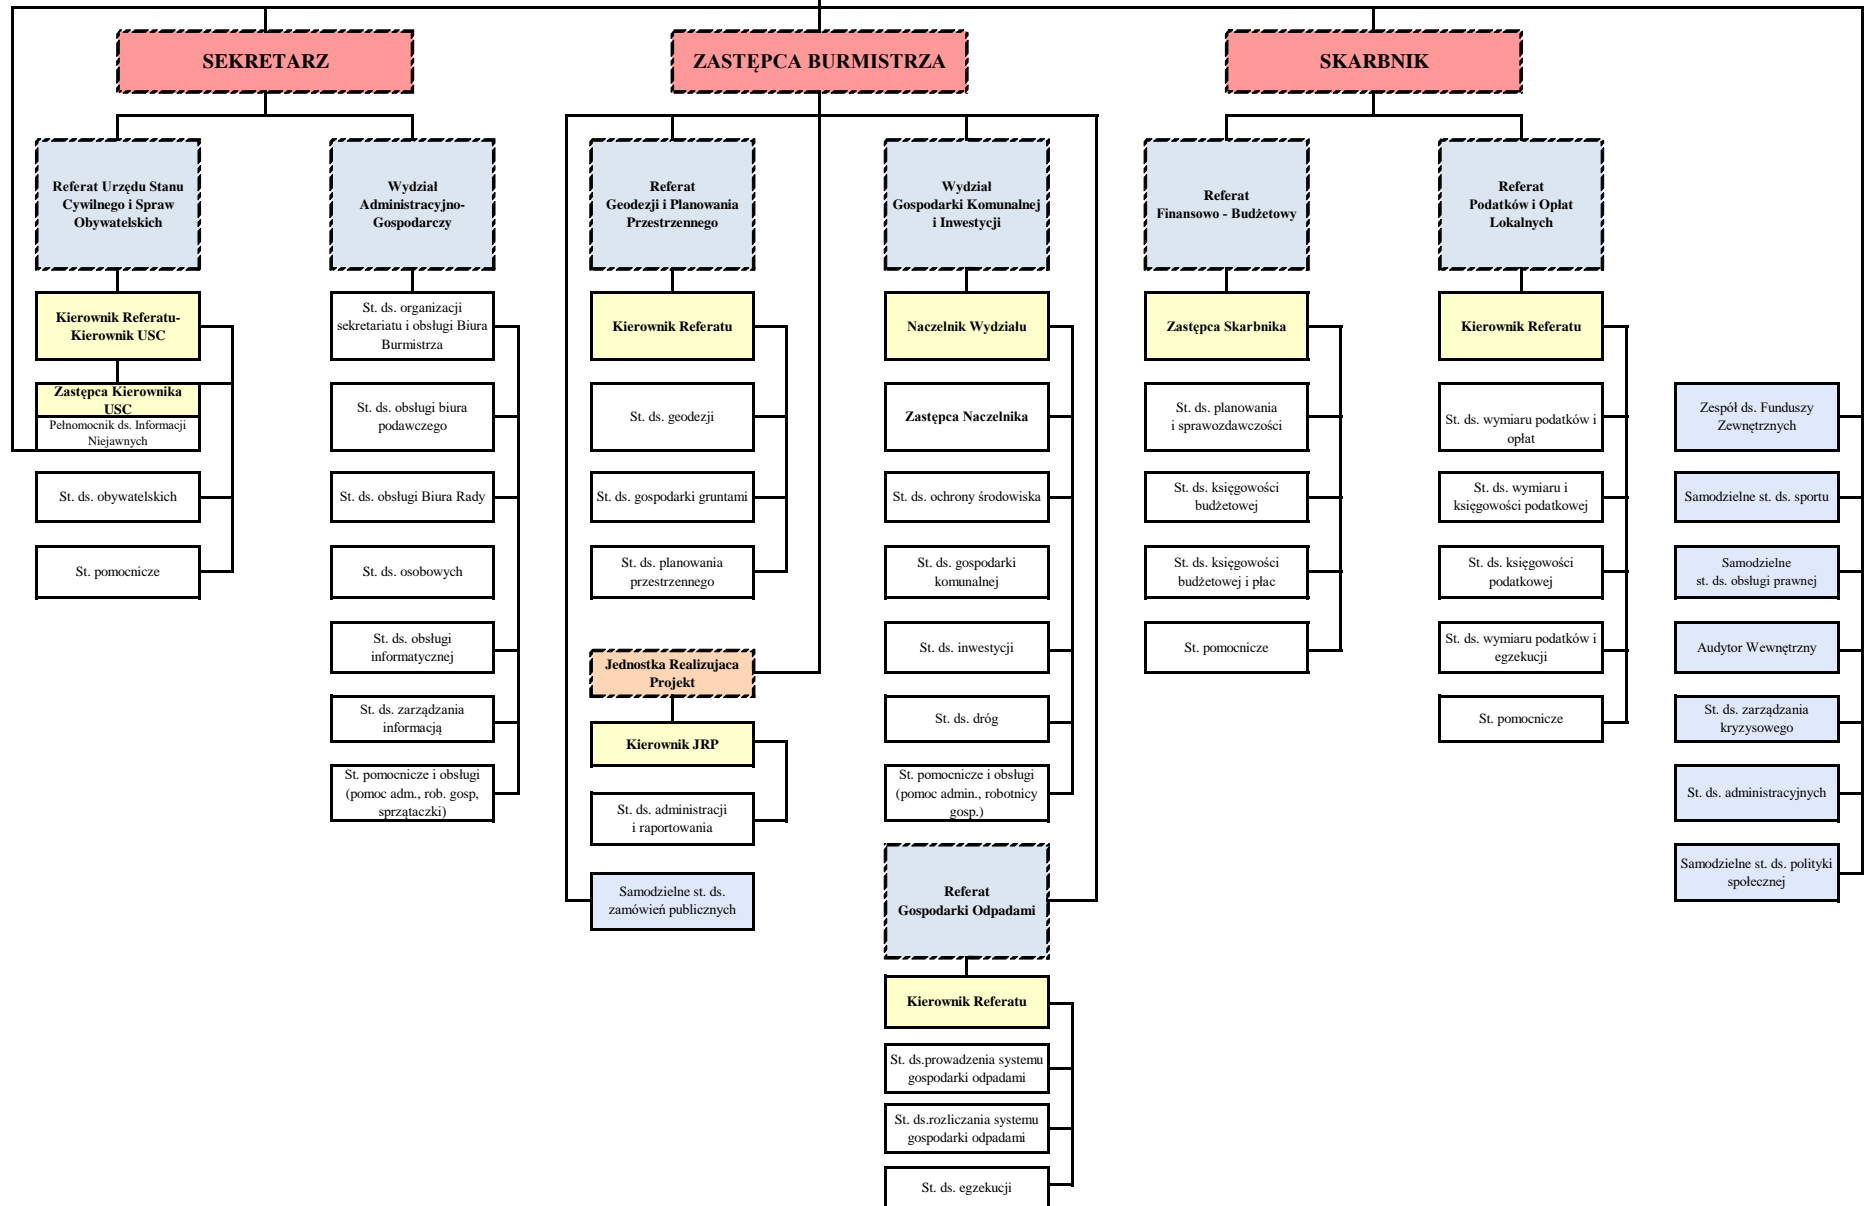 SEKRETARZ
ZASTĘPCA BURMISTRZA
SKARBNIK
Referat Urzędu Stanu
Cywilnego i Spraw
Obywatelskich
Wydział
Administracyjno-
Gospodarczy
Referat
Geodezji i Planowania
Przestrzennego
Wydział
Gospodarki Komunalnej
i Inwestycji
Referat
Finansowo - Budżetowy
Referat
Podatków i Opłat
Lokalnych
Kierownik Referatu-
Kierownik USC
Zastępca Kierownika
USC
Pełnomocnik ds. Informacji
Niejawnych
St. ds. obywatelskich
St. pomocnicze
St. ds. organizacji
sekretariatu i obsługi Biura
Burmistrza
St. ds. obsługi biura
podawczego
St. ds. obsługi Biura Rady
St. ds. osobowych
St. ds. obsługi
informatycznej
St. ds. zarządzania
informacją
St. pomocnicze i obsługi
(pomoc adm., rob. gosp,
sprzątaczki)
Kierownik Referatu
St. ds. geodezji
St. ds. gospodarki gruntami
St. ds. planowania
przestrzennego
Jednostka Realizujaca
Projekt
Kierownik JRP
St. ds. administracji
i raportowania
Samodzielne st. ds.
zamówień publicznych
Naczelnik Wydziału
Zastępca Naczelnika
St. ds. ochrony środowiska
St. ds. gospodarki
komunalnej
St. ds. inwestycji
St. ds. dróg
St. pomocnicze i obsługi
(pomoc admin., robotnicy
gosp.)
Referat
Gospodarki Odpadami
Kierownik Referatu
St. ds.prowadzenia systemu
gospodarki odpadami
St. ds.rozliczania systemu
gospodarki odpadami
St. ds. egzekucji
Zastępca Skarbnika
St. ds. planowania
i sprawozdawczości
St. ds. księgowości
budżetowej
St. ds. księgowości
budżetowej i płac
St. pomocnicze
Kierownik Referatu
St. ds. wymiaru podatków i
opłat
St. ds. wymiaru i
księgowości podatkowej
St. ds. księgowości
podatkowej
St. ds. wymiaru podatków i
egzekucji
St. pomocnicze
Zespół ds. Funduszy
Zewnętrznych
Samodzielne st. ds. sportu
Samodzielne
st. ds. obsługi prawnej
Audytor Wewnętrzny
St. ds. zarządzania
kryzysowego
St. ds. administracyjnych
Samodzielne st. ds. polityki
społecznej